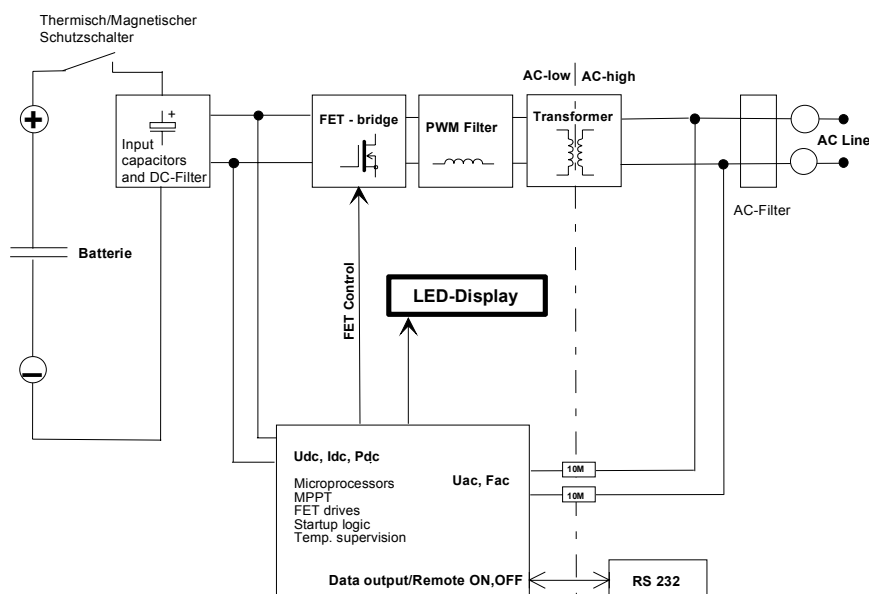 Thermisch/Magnetischer
Schutzschalter
AC-low
AC-high
+
Input
capacitors
and DC-Filter
FET - bridge
PWM Filter
Transformer
AC Line
AC-Filter
+
Batterie
−
FET Control
LED-Display
Udc, Idc, Pdc
Microprocessors
MPPT
FET drives
Startup logic
Temp. supervision
Uac, Fac
10M
10M
Data output/Remote ON,OFF
RS 232